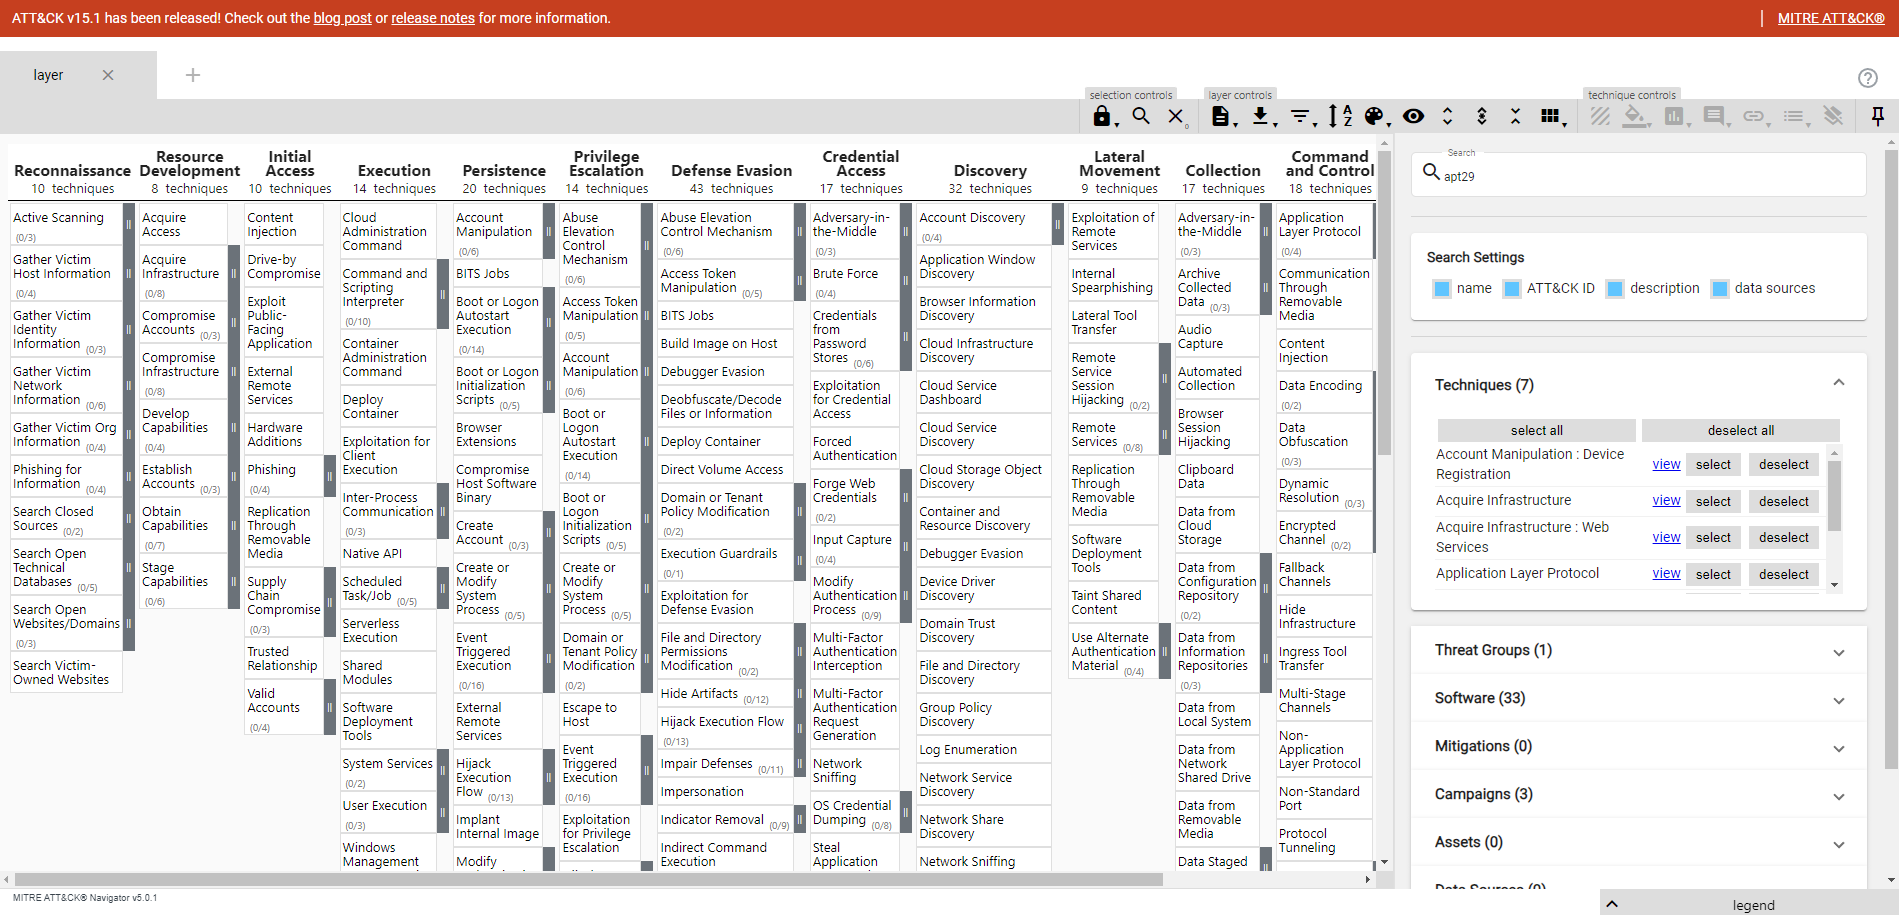 ATT&CK v15.1 has been released! Check out the blog post or release notes for more information.
MITRE ATT&CK®
layer
selection controls
layer controls
technique controls
0
A
Z
Reconnaissance
10 techniques
Active Scanning
(0/3)
Gather Victim
Host Information
(0/4)
Gather Victim
Identity
Information (0/3)
Gather Victim
Network
Information (0/6)
Gather Victim Org
Information (0/4)
Phishing for
Information (0/4)
Search Closed
Sources (0/2)
Search Open
Technical
Databases (0/5)
Search Open
Websites/Domains
(0/3)
Search Victim-
Owned Websites
Resource
Development
8 techniques
Acquire
Access
Acquire
Infrastructure
(0/8)
Compromise
Accounts (0/3)
Compromise
Infrastructure
(0/8)
Develop
Capabilities
(0/4)
Establish
Accounts (0/3)
Obtain
Capabilities
(0/7)
Stage
Capabilities
(0/6)
Initial
Access
10 techniques
Content
Injection
Drive-by
Compromise
Exploit
Public-
Facing
Application
External
Remote
Services
Hardware
Additions
Phishing
(0/4)
Replication
Through
Removable
Media
Supply
Chain
Compromise
(0/3)
Trusted
Relationship
Valid
Accounts
(0/4)
Execution
14 techniques
Cloud
Administration
Command
Command and
Scripting
Interpreter
(0/10)
Container
Administration
Command
Deploy
Container
Exploitation for
Client
Execution
Inter-Process
Communication
(0/3)
Native API
Scheduled
Task/Job (0/5)
Serverless
Execution
Shared
Modules
Software
Deployment
Tools
System Services
(0/2)
User Execution
(0/3)
Windows
Management
Persistence
20 techniques
Account
Manipulation
(0/6)
BITS Jobs
Boot or Logon
Autostart
Execution
(0/14)
Boot or Logon
Initialization
Scripts (0/5)
Browser
Extensions
Compromise
Host Software
Binary
Create
Account (0/3)
Create or
Modify
System
Process (0/5)
Event
Triggered
Execution
(0/16)
External
Remote
Services
Hijack
Execution
Flow (0/13)
Implant
Internal Image
Modify
Privilege
Escalation
14 techniques
Abuse
Elevation
Control
Mechanism
(0/6)
Access Token
Manipulation
(0/5)
Account
Manipulation
(0/6)
Boot or
Logon
Autostart
Execution
(0/14)
Boot or
Logon
Initialization
Scripts (0/5)
Create or
Modify
System
Process (0/5)
Domain or
Tenant Policy
Modification
(0/2)
Escape to
Host
Event
Triggered
Execution
(0/16)
Exploitation
for Privilege
Escalation
Defense Evasion
43 techniques
Abuse Elevation
Control Mechanism
(0/6)
Access Token
Manipulation (0/5)
BITS Jobs
Build Image on Host
Debugger Evasion
Deobfuscate/Decode
Files or Information
Deploy Container
Direct Volume Access
Domain or Tenant
Policy Modification
(0/2)
Execution Guardrails
(0/1)
Exploitation for
Defense Evasion
File and Directory
Permissions
Modification (0/2)
Hide Artifacts (0/12)
Hijack Execution Flow
(0/13)
Impair Defenses (0/11)
Impersonation
Indicator Removal (0/9)
Indirect Command
Execution
Credential
Access
17 techniques
Adversary-in-
the-Middle
(0/3)
Brute Force
(0/4)
Credentials
from
Password
Stores (0/6)
Exploitation
for Credential
Access
Forced
Authentication
Forge Web
Credentials
(0/2)
Input Capture
(0/4)
Modify
Authentication
Process (0/9)
Multi-Factor
Authentication
Interception
Multi-Factor
Authentication
Request
Generation
Network
Sniffing
OS Credential
Dumping (0/8)
Steal
Application
Discovery
32 techniques
Account Discovery
(0/4)
Application Window
Discovery
Browser Information
Discovery
Cloud Infrastructure
Discovery
Cloud Service
Dashboard
Cloud Service
Discovery
Cloud Storage Object
Discovery
Container and
Resource Discovery
Debugger Evasion
Device Driver
Discovery
Domain Trust
Discovery
File and Directory
Discovery
Group Policy
Discovery
Log Enumeration
Network Service
Discovery
Network Share
Discovery
Network Sniffing
Lateral
Movement
9 techniques
Exploitation of
Remote
Services
Internal
Spearphishing
Lateral Tool
Transfer
Remote
Service
Session
Hijacking (0/2)
Remote
Services (0/8)
Replication
Through
Removable
Media
Software
Deployment
Tools
Taint Shared
Content
Use Alternate
Authentication
Material (0/4)
Collection
17 techniques
Adversary-in-
the-Middle
(0/3)
Archive
Collected
Data (0/3)
Audio
Capture
Automated
Collection
Browser
Session
Hijacking
Clipboard
Data
Data from
Cloud
Storage
Data from
Configuration
Repository
(0/2)
Data from
Information
Repositories
(0/3)
Data from
Local System
Data from
Network
Shared Drive
Data from
Removable
Media
Data Staged
Command
and Control
18 techniques
Application
Layer Protocol
(0/4)
Communication
Through
Removable
Media
Content
Injection
Data Encoding
(0/2)
Data
Obfuscation
(0/3)
Dynamic
Resolution (0/3)
Encrypted
Channel (0/2)
Fallback
Channels
Hide
Infrastructure
Ingress Tool
Transfer
Multi-Stage
Channels
Non-
Application
Layer Protocol
Non-Standard
Port
Protocol
Tunneling
Search
apt29
Search Settings
name ATT&CK ID description data sources
Techniques (7)
select all deselect all
Account Manipulation : Device
Registration
view select deselect
Acquire Infrastructure view select deselect
Acquire Infrastructure : Web
Services
view select deselect
Application Layer Protocol view select deselect
Threat Groups (1)
Software (33)
Mitigations (0)
Campaigns (3)
Assets (0)
Data Sources (0)
MITRE ATT&CK® Navigator v5.0.1
legend